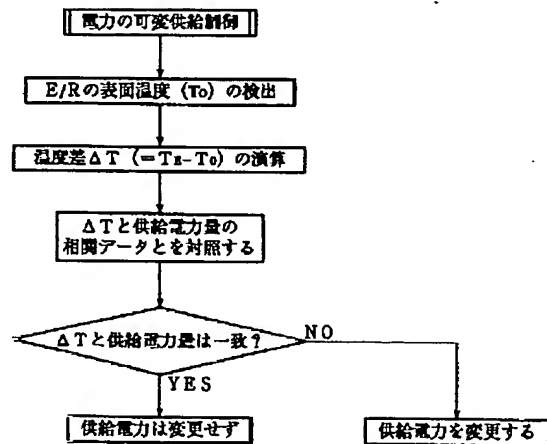 電力の可変供給制御
E/Rの表面温度（To）の検出
温度差ΔT（＝TE−To）の演算
ΔTと供給電力量の
相関データとを対照する
ΔTと供給電力量は一致？
NO
YES
供給電力は変更せず
供給電力を変更する